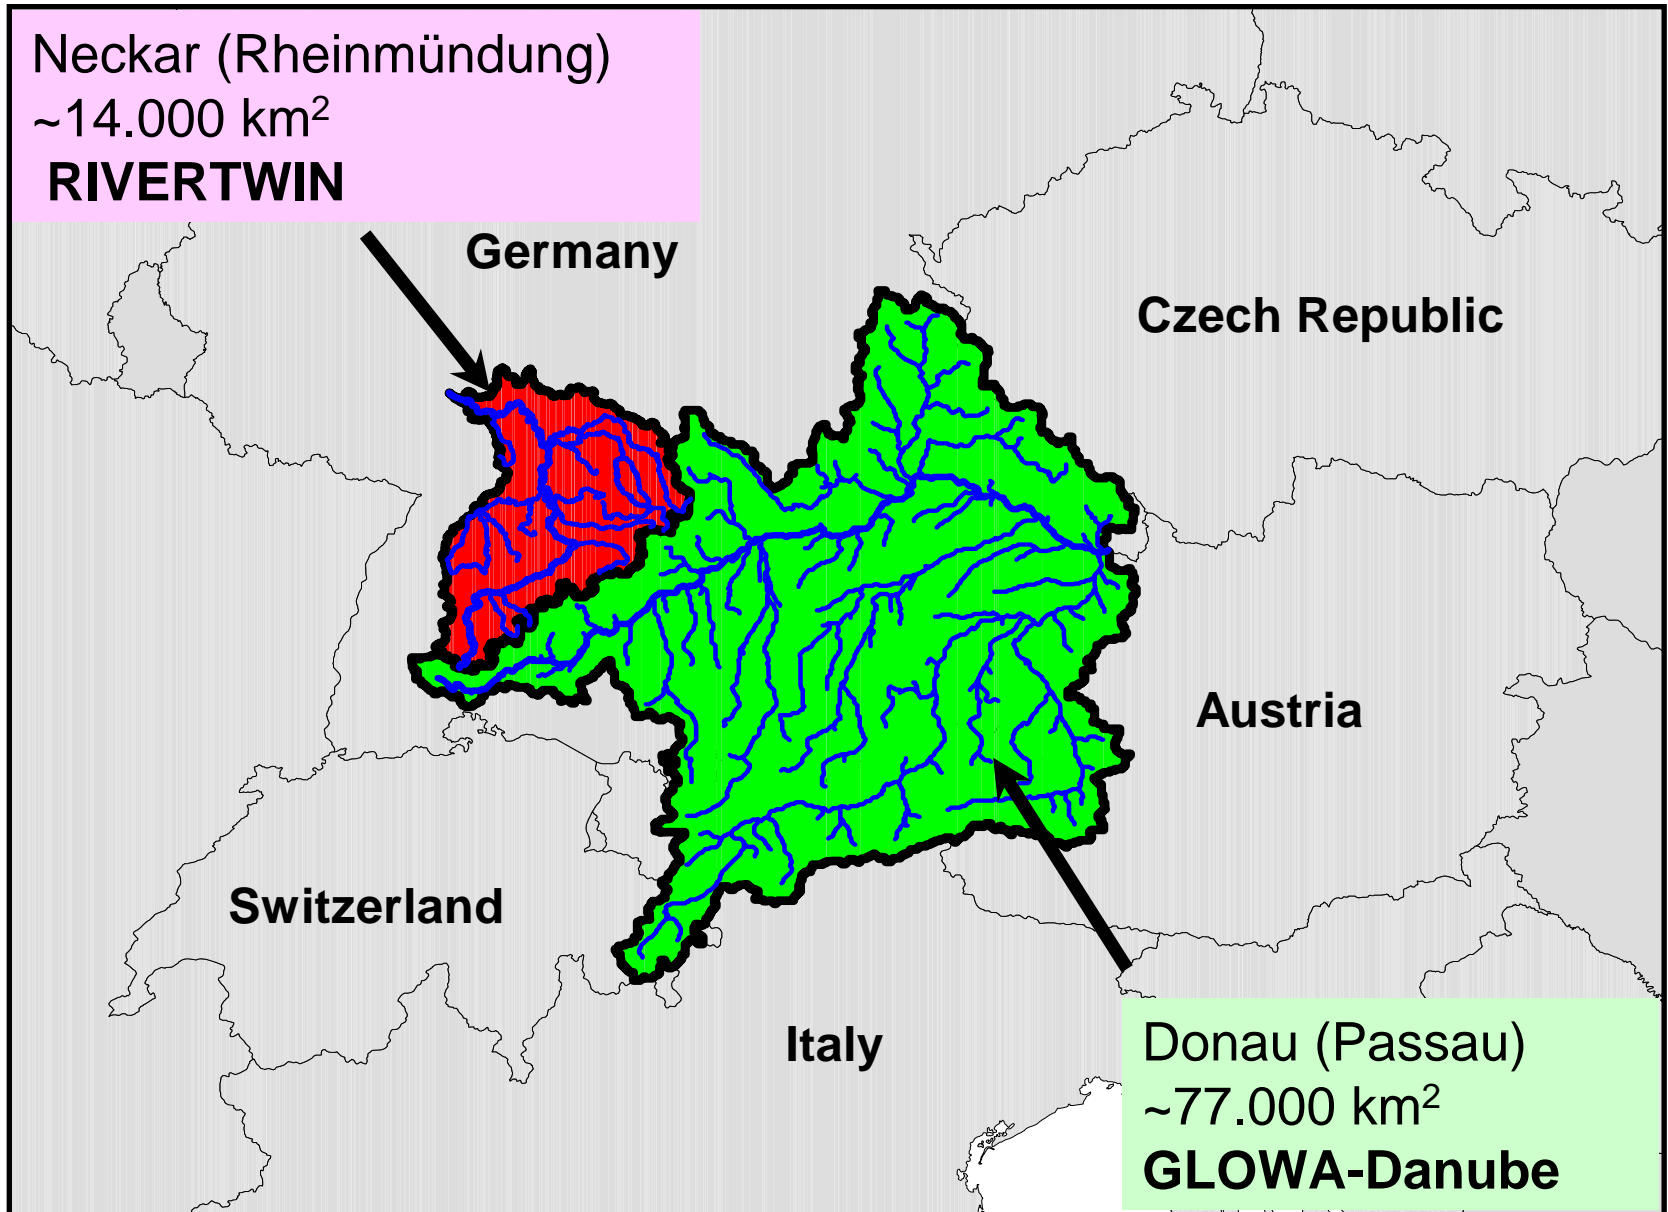 Neckar (Rheinmündung)
~14.000 km²
RIVERTWIN
Germany
Czech Republic
Austria
Switzerland
Italy
Donau (Passau)
~77.000 km²
GLOWA-Danube